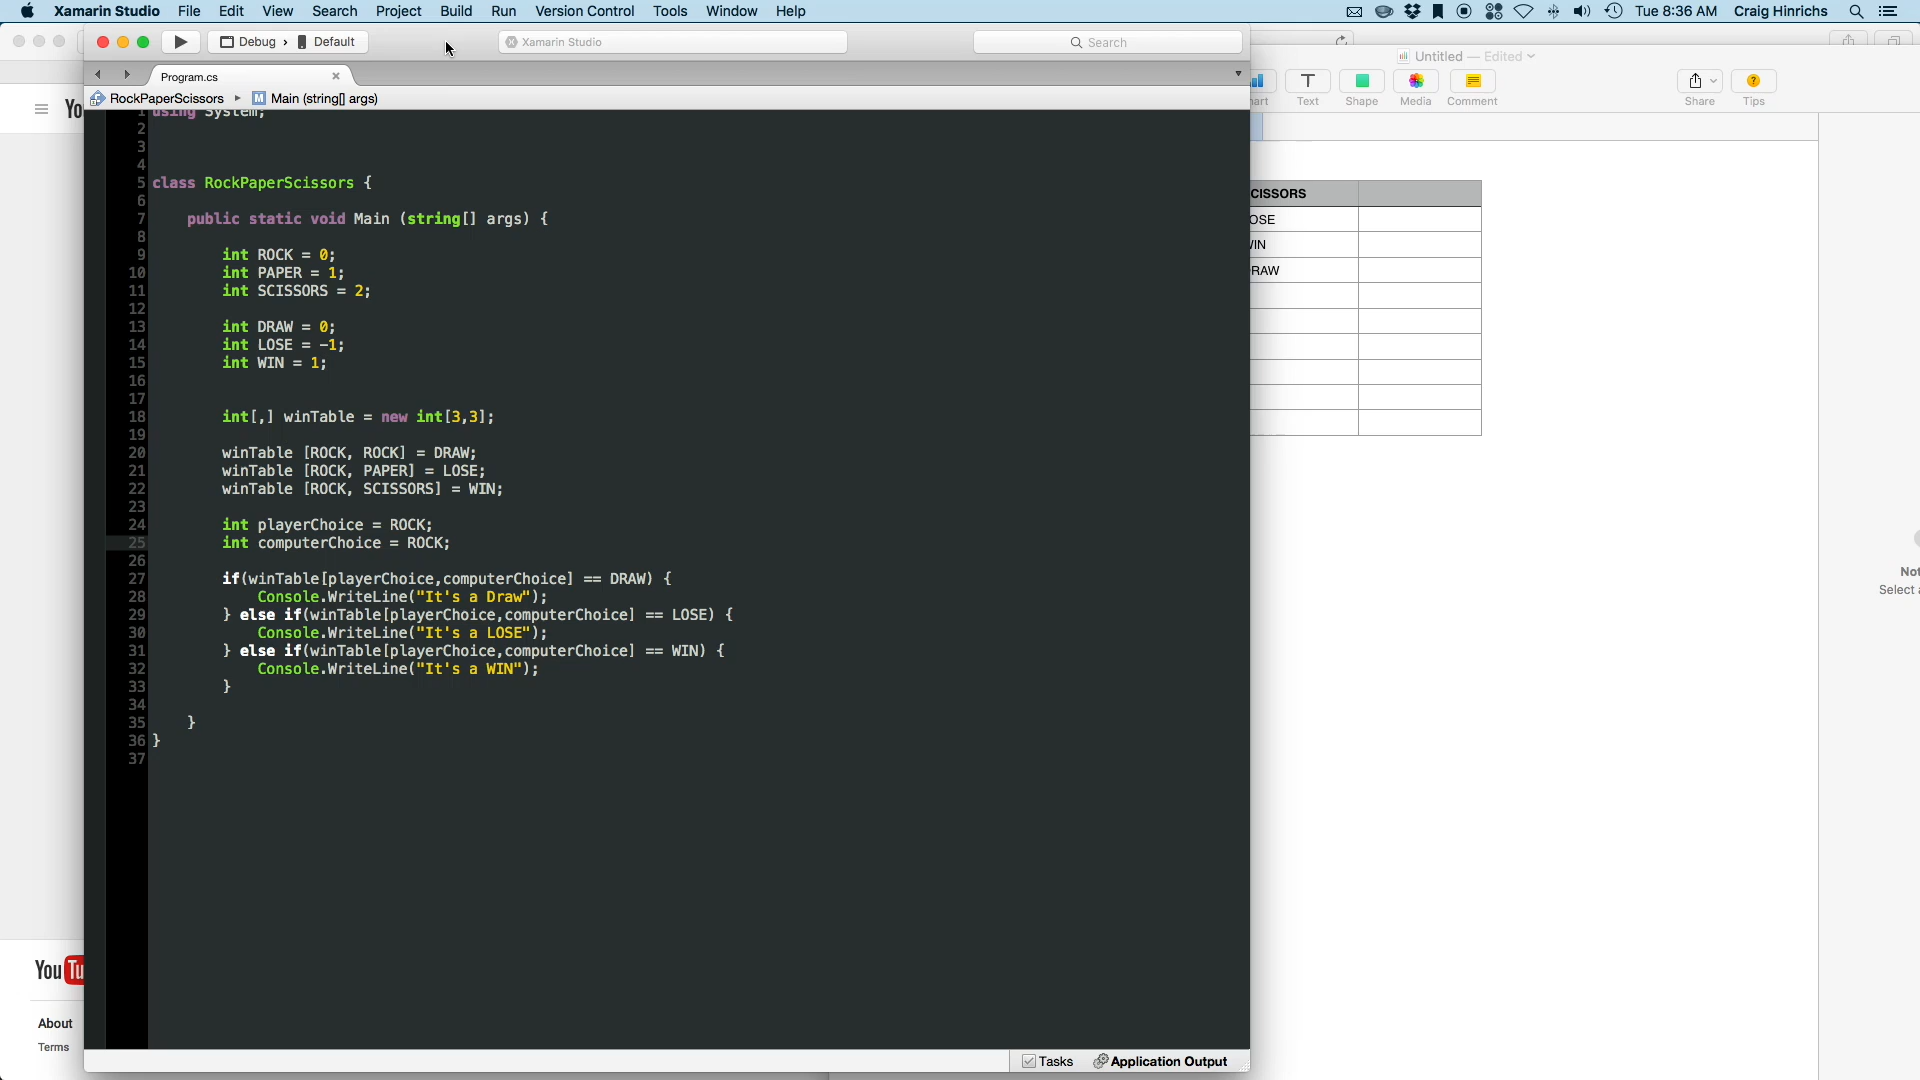 Xamarin Studio File Edit View Search Project Build Run Version Control Tools Window Help Tue 8:36 AM Craig Hinrichs
Debug › Default Xamarin Studio Search
Untitled — Edited
Program.cs
RockPaperScissors ▸ M Main (string[] args)
Text Shape Media Comment Share Tips
1 using System;
2
3
4
5 class RockPaperScissors {
6
7 public static void Main (string[] args) {
8
9 int ROCK = 0;
10 int PAPER = 1;
11 int SCISSORS = 2;
12
13 int DRAW = 0;
14 int LOSE = -1;
15 int WIN = 1;
16
17
18 int[,] winTable = new int[3,3];
19
20 winTable [ROCK, ROCK] = DRAW;
21 winTable [ROCK, PAPER] = LOSE;
22 winTable [ROCK, SCISSORS] = WIN;
23
24 int playerChoice = ROCK;
25 int computerChoice = ROCK;
26
27 if(winTable[playerChoice,computerChoice] == DRAW) {
28 Console.WriteLine("It's a Draw");
29 } else if(winTable[playerChoice,computerChoice] == LOSE) {
30 Console.WriteLine("It's a LOSE");
31 } else if(winTable[playerChoice,computerChoice] == WIN) {
32 Console.WriteLine("It's a WIN");
33 }
34
35 }
36 }
37
CISSORS
OSE
IN
RAW
Not
Select a
Yo
You Tu
About
Terms
Tasks Application Output